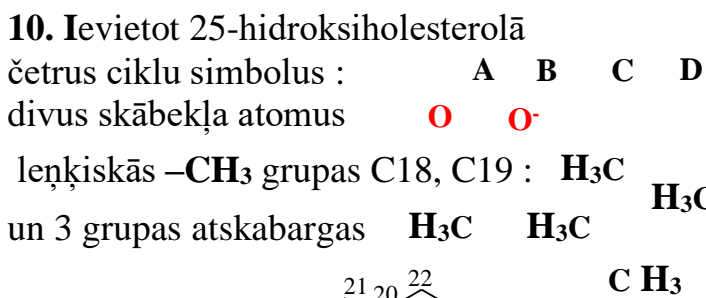 10. Ievietot 25-hidroksiholesterolā
četrus ciklu simbolus : A B C D
divus skābekļa atomus O O-
leņķiskās –CH3 grupas C18, C19 : H3C
H3C
un 3 grupas atskabargas H3C H3C
21 20 22 C H3